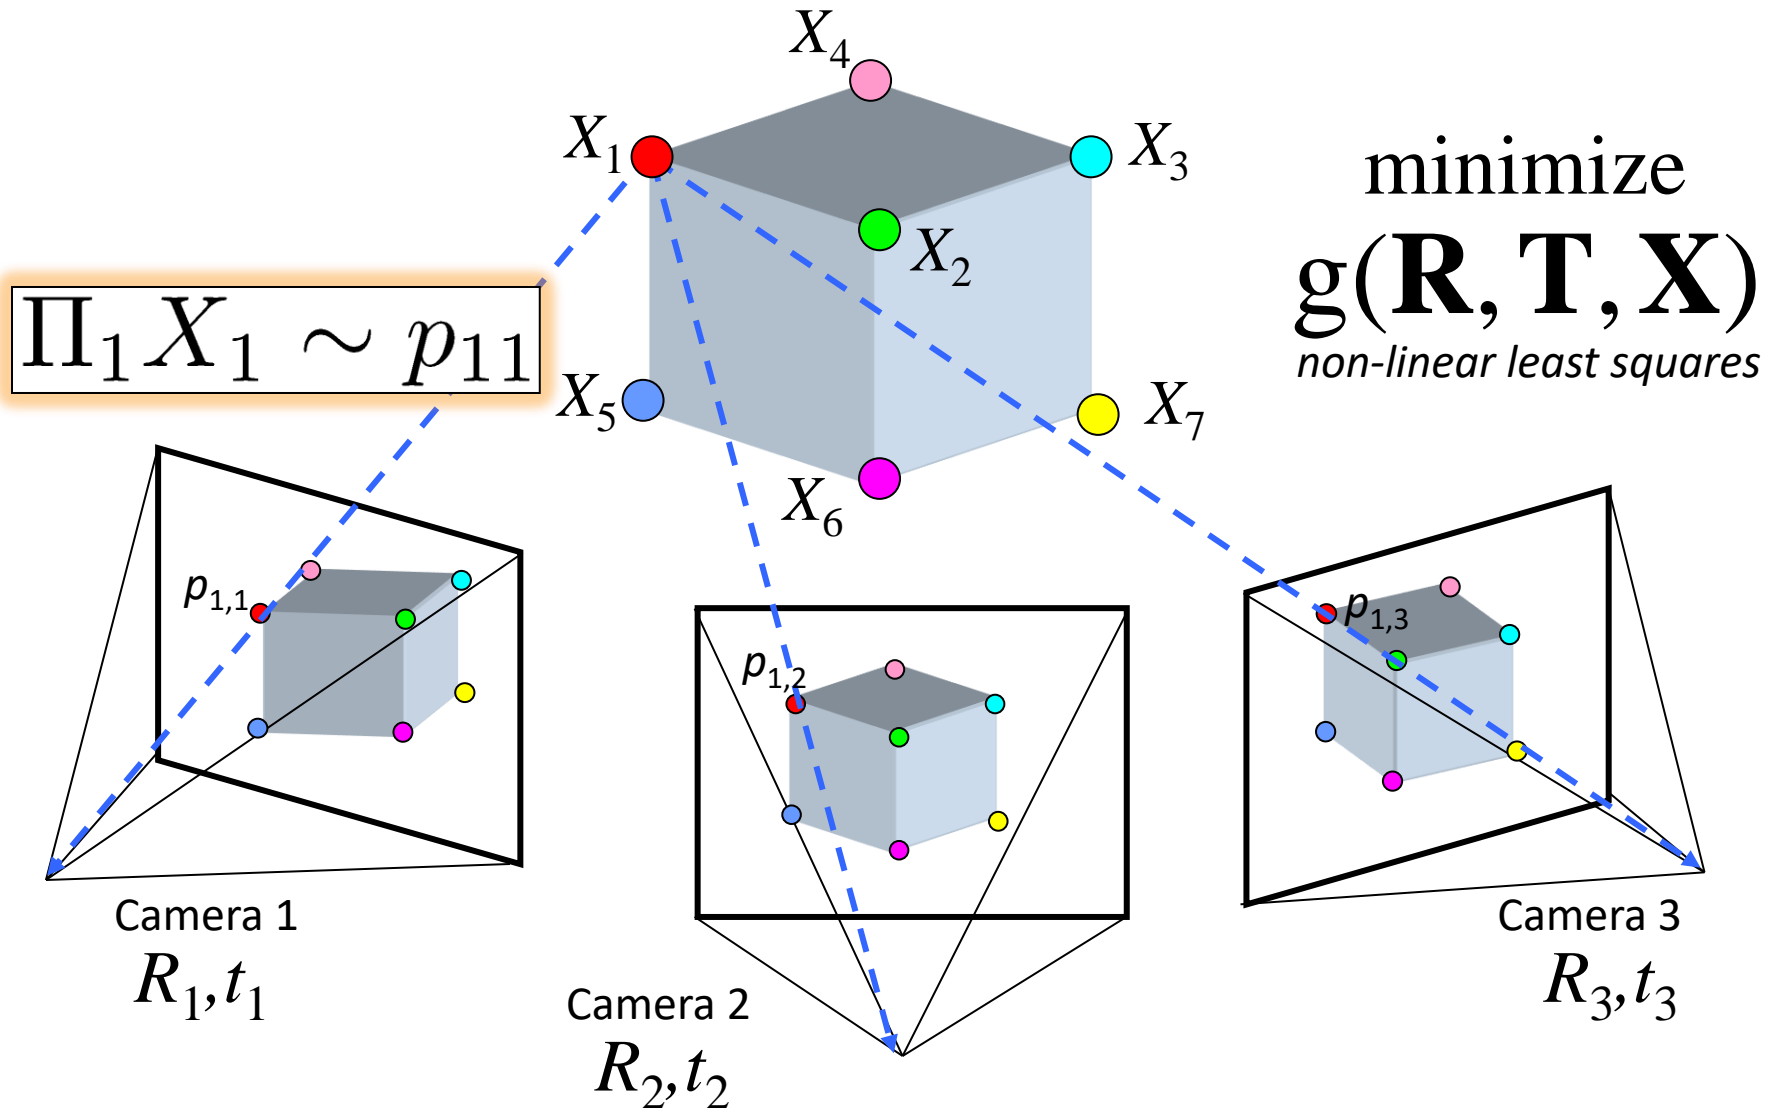 X₄
X₁
X₃
X₂
minimize
g(R, T, X)
non-linear least squares
Π₁X₁ ∼ p₁₁
X₅
X₇
X₆
p₁,₁
p₁,₂
p₁,₃
Camera 1
R₁,t₁
Camera 2
R₂,t₂
Camera 3
R₃,t₃